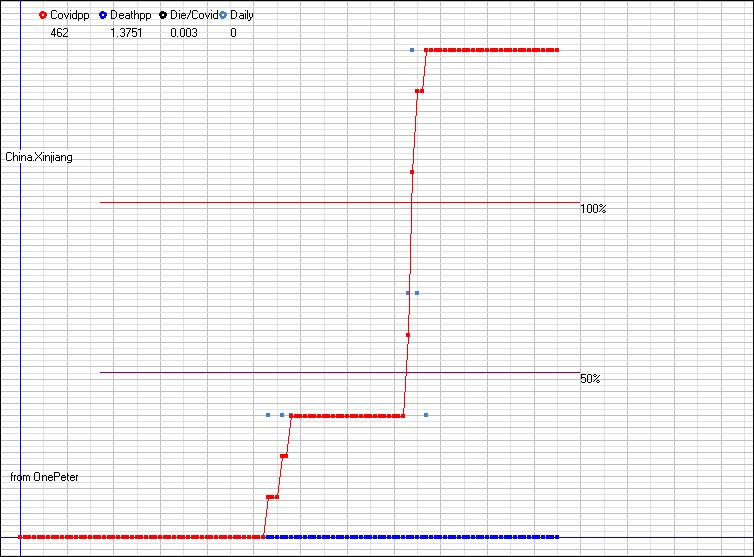 Covidpp Deathpp Die/Covid Daily
462 1.3751 0.003 0
China.Xinjiang
100%
50%
from OnePeter